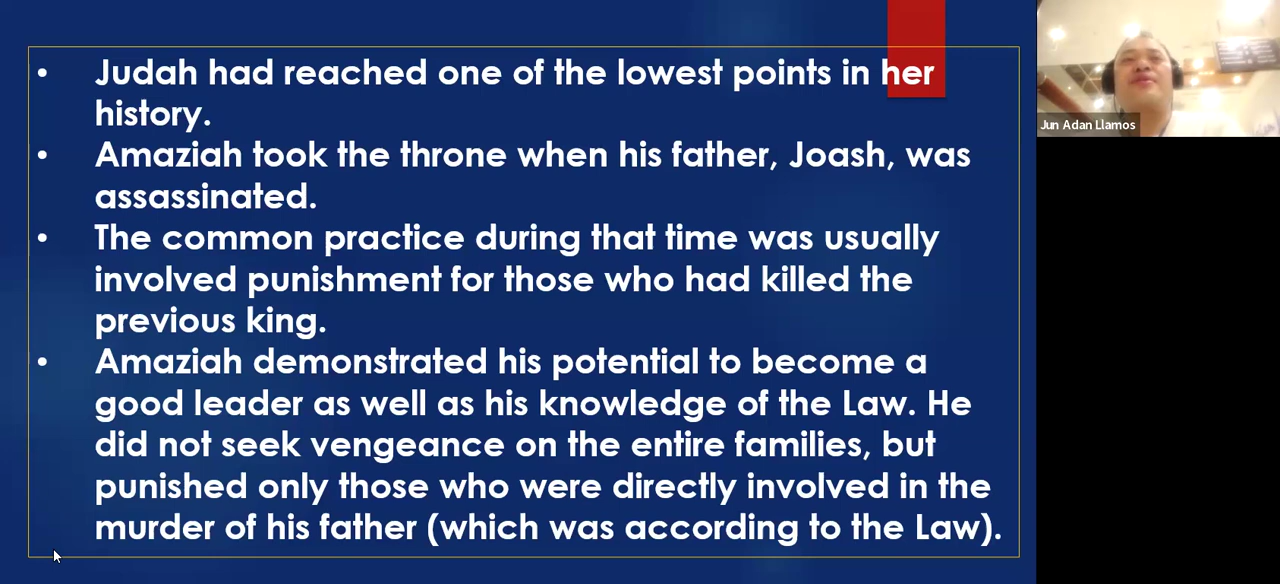 • Judah had reached one of the lowest points in her
history.
• Amaziah took the throne when his father, Joash, was
assassinated.
• The common practice during that time was usually
involved punishment for those who had killed the
previous king.
• Amaziah demonstrated his potential to become a
good leader as well as his knowledge of the Law. He
did not seek vengeance on the entire families, but
punished only those who were directly involved in the
murder of his father (which was according to the Law).
Jun Adan Llamos